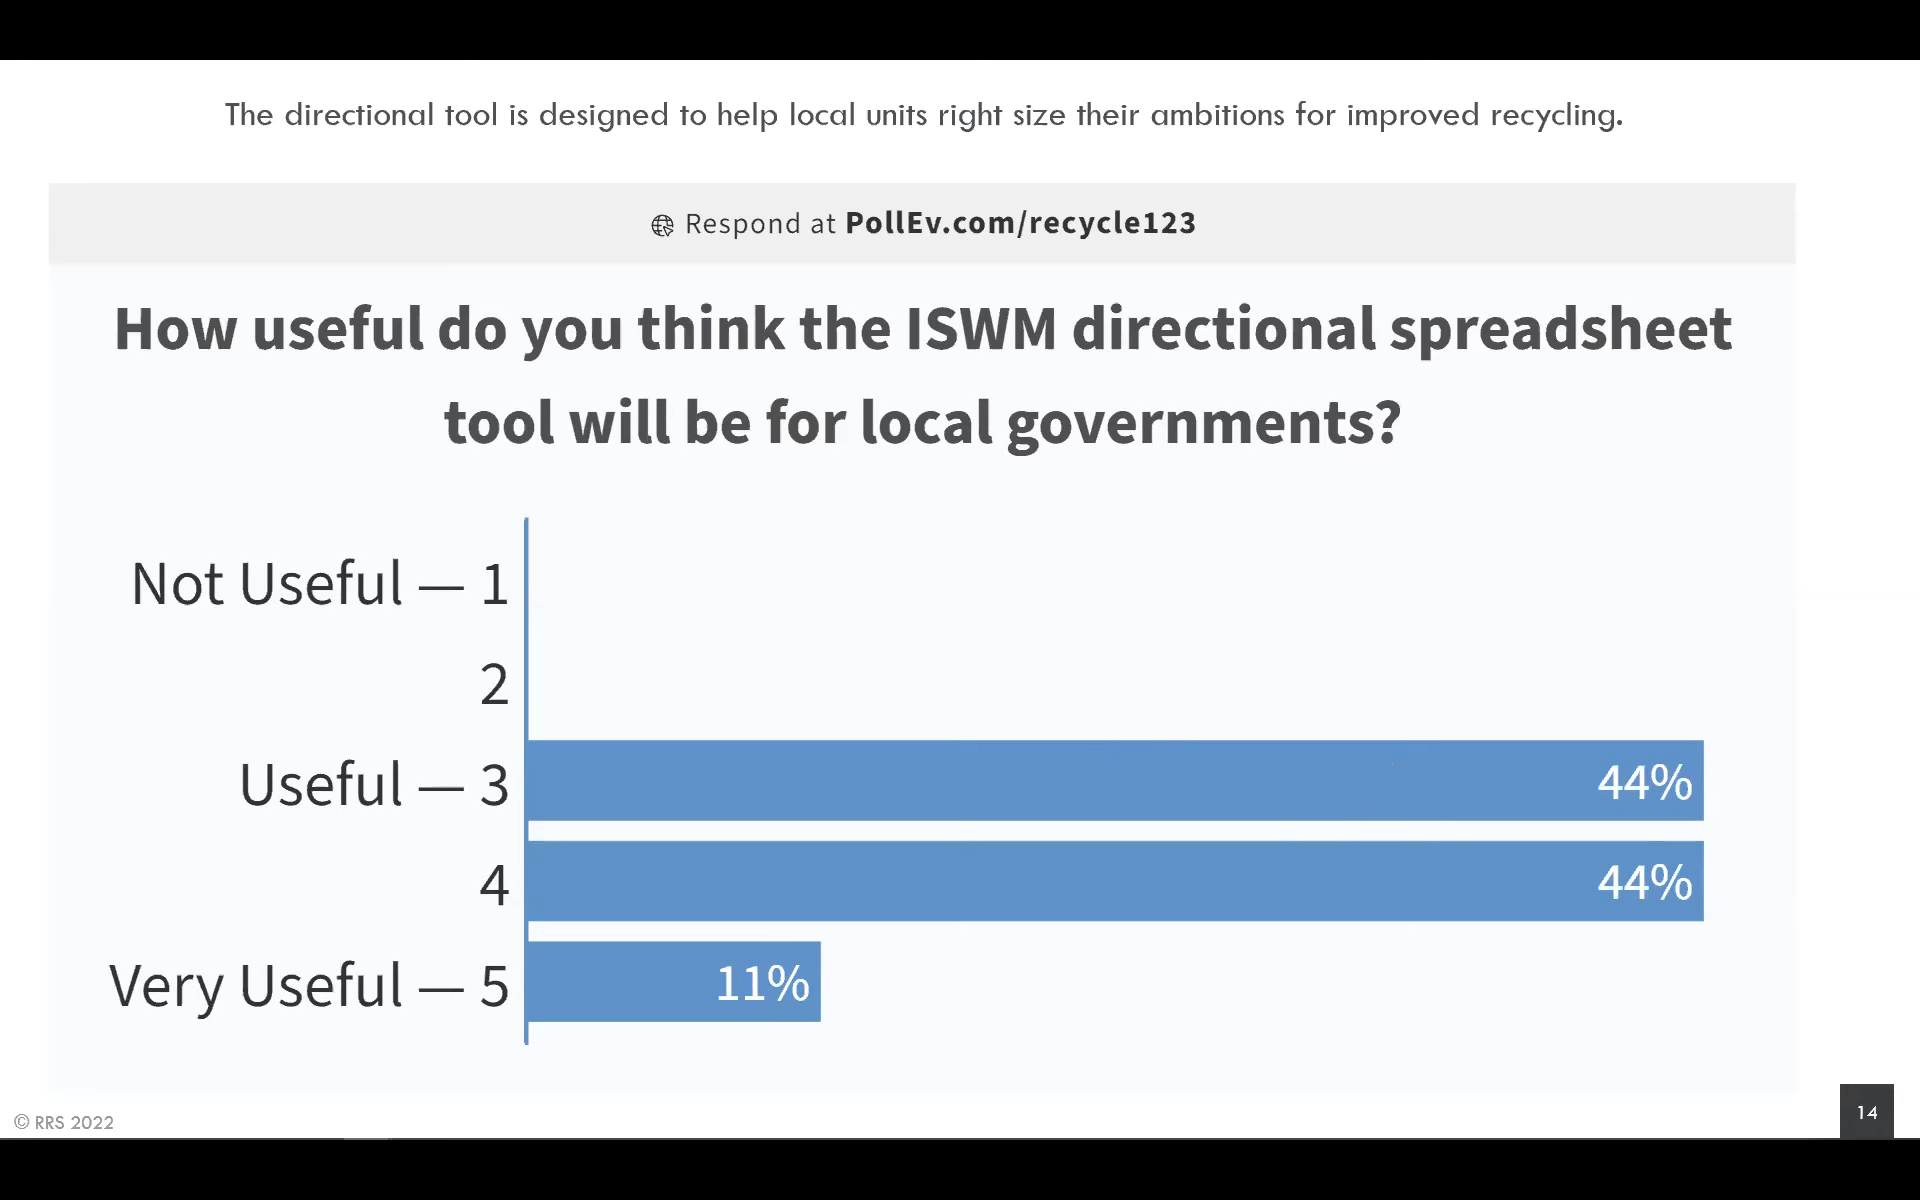 The directional tool is designed to help local units right size their ambitions for improved recycling.
Respond at PollEv.com/recycle123
How useful do you think the ISWM directional spreadsheet
tool will be for local governments?
Not Useful — 1
2
Useful — 3
44%
4
44%
Very Useful — 5
11%
© RRS 2022
14